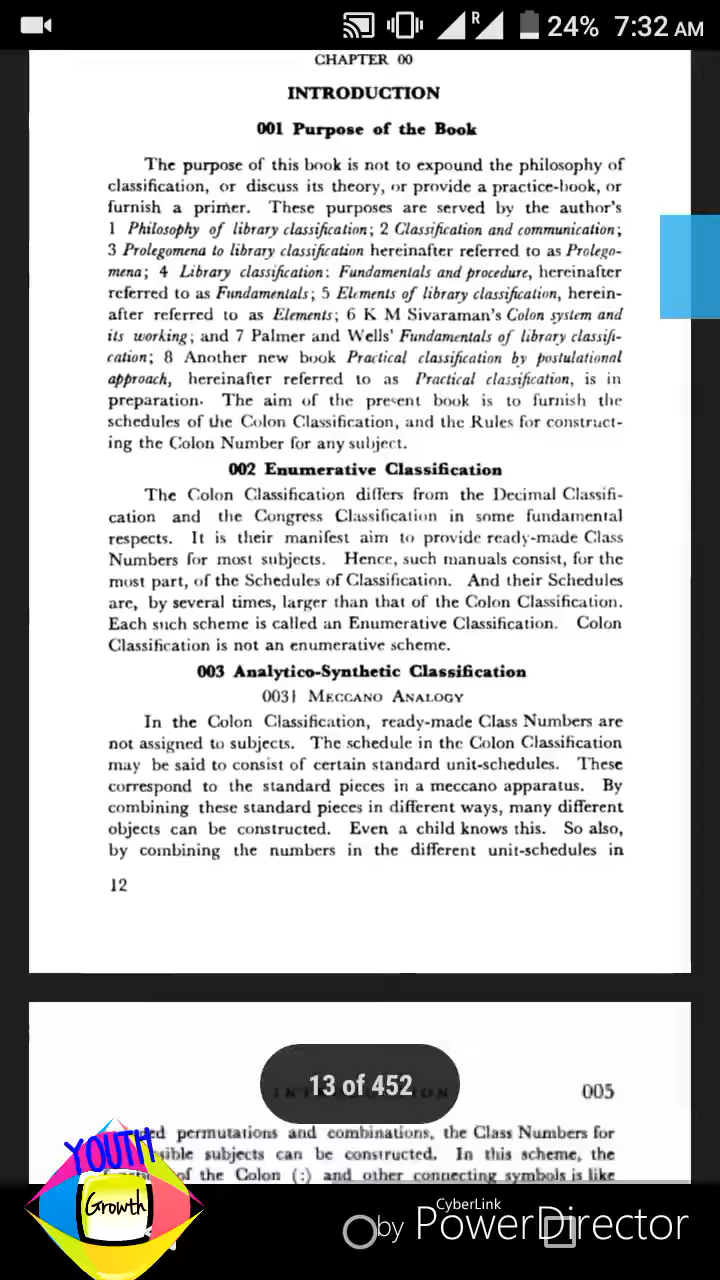 R 24% 7:32 AM
CHAPTER 00
INTRODUCTION
001 Purpose of the Book
The purpose of this book is not to expound the philosophy of
classification, or discuss its theory, or provide a practice-book, or
furnish a primer. These purposes are served by the author's
1 Philosophy of library classification; 2 Classification and communication;
3 Prolegomena to library classification hereinafter referred to as Prolego-
mena; 4 Library classification: Fundamentals and procedure, hereinafter
referred to as Fundamentals; 5 Elements of library classification, herein-
after referred to as Elements; 6 K M Sivaraman's Colon system and
its working; and 7 Palmer and Wells' Fundamentals of library classifi-
cation; 8 Another new book Practical classification by postulational
approach, hereinafter referred to as Practical classification, is in
preparation. The aim of the present book is to furnish the
schedules of the Colon Classification, and the Rules for construct-
ing the Colon Number for any subject.
002 Enumerative Classification
The Colon Classification differs from the Decimal Classifi-
cation and the Congress Classification in some fundamental
respects. It is their manifest aim to provide ready-made Class
Numbers for most subjects. Hence, such manuals consist, for the
most part, of the Schedules of Classification. And their Schedules
are, by several times, larger than that of the Colon Classification.
Each such scheme is called an Enumerative Classification. Colon
Classification is not an enumerative scheme.
003 Analytico-Synthetic Classification
0031 MECCANO ANALOGY
In the Colon Classification, ready-made Class Numbers are
not assigned to subjects. The schedule in the Colon Classification
may be said to consist of certain standard unit-schedules. These
correspond to the standard pieces in a meccano apparatus. By
combining these standard pieces in different ways, many different
objects can be constructed. Even a child knows this. So also,
by combining the numbers in the different unit-schedules in
12
13 of 452
005
permutations and combinations, the Class Numbers for
subjects can be constructed. In this scheme, the
of the Colon (:) and other connecting symbols is like
YOUTH
Growth
CyberLink
by PowerDirector